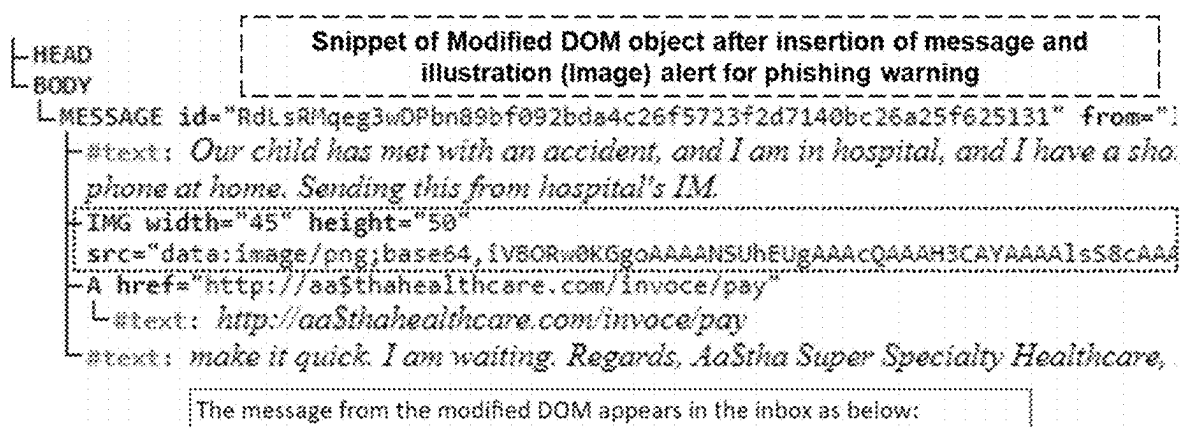 Snippet of Modified DOM object after insertion of message and
illustration (Image) alert for phishing warning
HEAD
BODY
MESSAGE id="RdLsRMqeg3wDPbn89bf092bda4c26f5723f2d7140bc26a25f625131" from="
#text: Our child has met with an accident, and I am in hospital, and I have a sho
phone at home. Sending this from hospital's IM.
IMG width="45" height="50"
src="data:image/png;base64,iVBORw0KGgoAAAANSUhEUgAAAcQAAAH3CAYAAAAlsS8cAAA
A href="http://aa$thahealthcare.com/invoce/pay"
#text: http://aa$thahealthcare.com/invoce/pay
#text: make it quick. I am waiting. Regards, Aa$tha Super Specialty Healthcare,
The message from the modified DOM appears in the inbox as below: